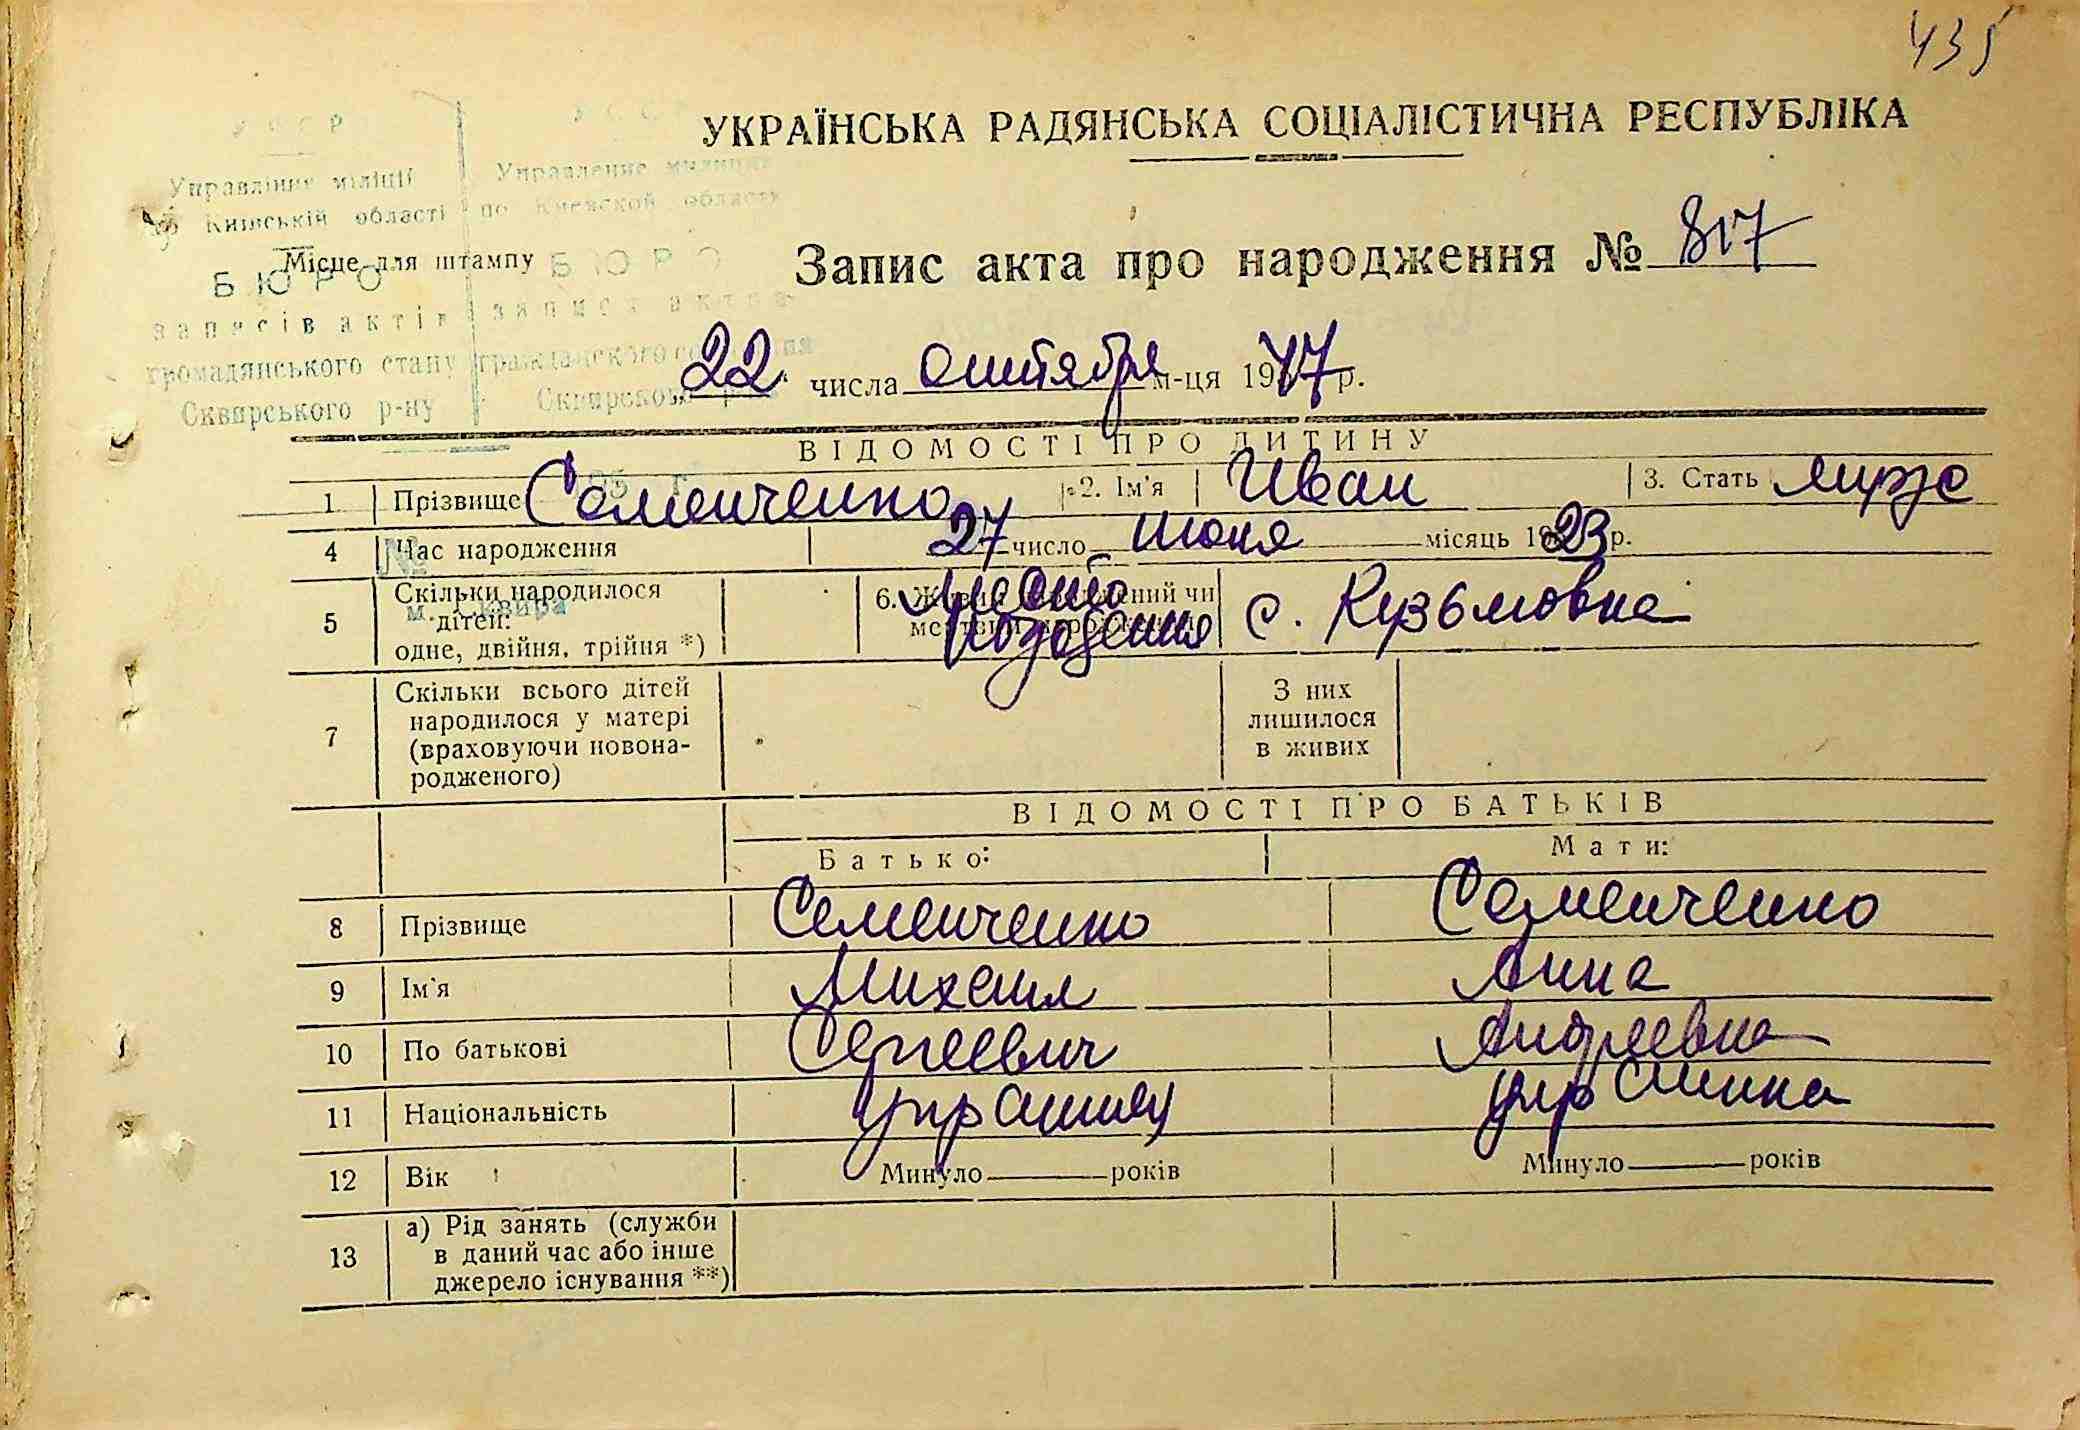 435
УКРАЇНСЬКА РАДЯНСЬКА СОЦІАЛІСТИЧНА РЕСПУБЛІКА
УССР
Управління міліції
по Київській області
БЮРО
записів актів
громадянського стану
Сквирського р-ну
Управление милиции
по Киевской области
БЮРО
записи актов
гражданского состояния
Сквирского р-на
№
м. Сквира
Місце для штампу
Запис акта про народження № 817
22 числа октября м-ця 1947 р.
ВІДОМОСТІ ПРО ДИТИНУ
1 Прізвище Семенченко 2. Ім'я Иван 3. Стать муж
4 Час народження 27 число июня місяць 1923 р.
5 Скільки народилося дітей: одне, двійня, трійня *) 6. Место рождения с. Кузьмовка
7 Скільки всього дітей народилося у матері (враховуючи новонародженого) З них лишилося в живих
ВІДОМОСТІ ПРО БАТЬКІВ
Батько: Мати:
8 Прізвище Семенченко Семенченко
9 Ім'я Михаил Анна
10 По батькові Сергеевич Андреевна
11 Національність украинец украинка
12 Вік Минуло років Минуло років
13 а) Рід занять (служби
в даний час або інше
джерело існування **)